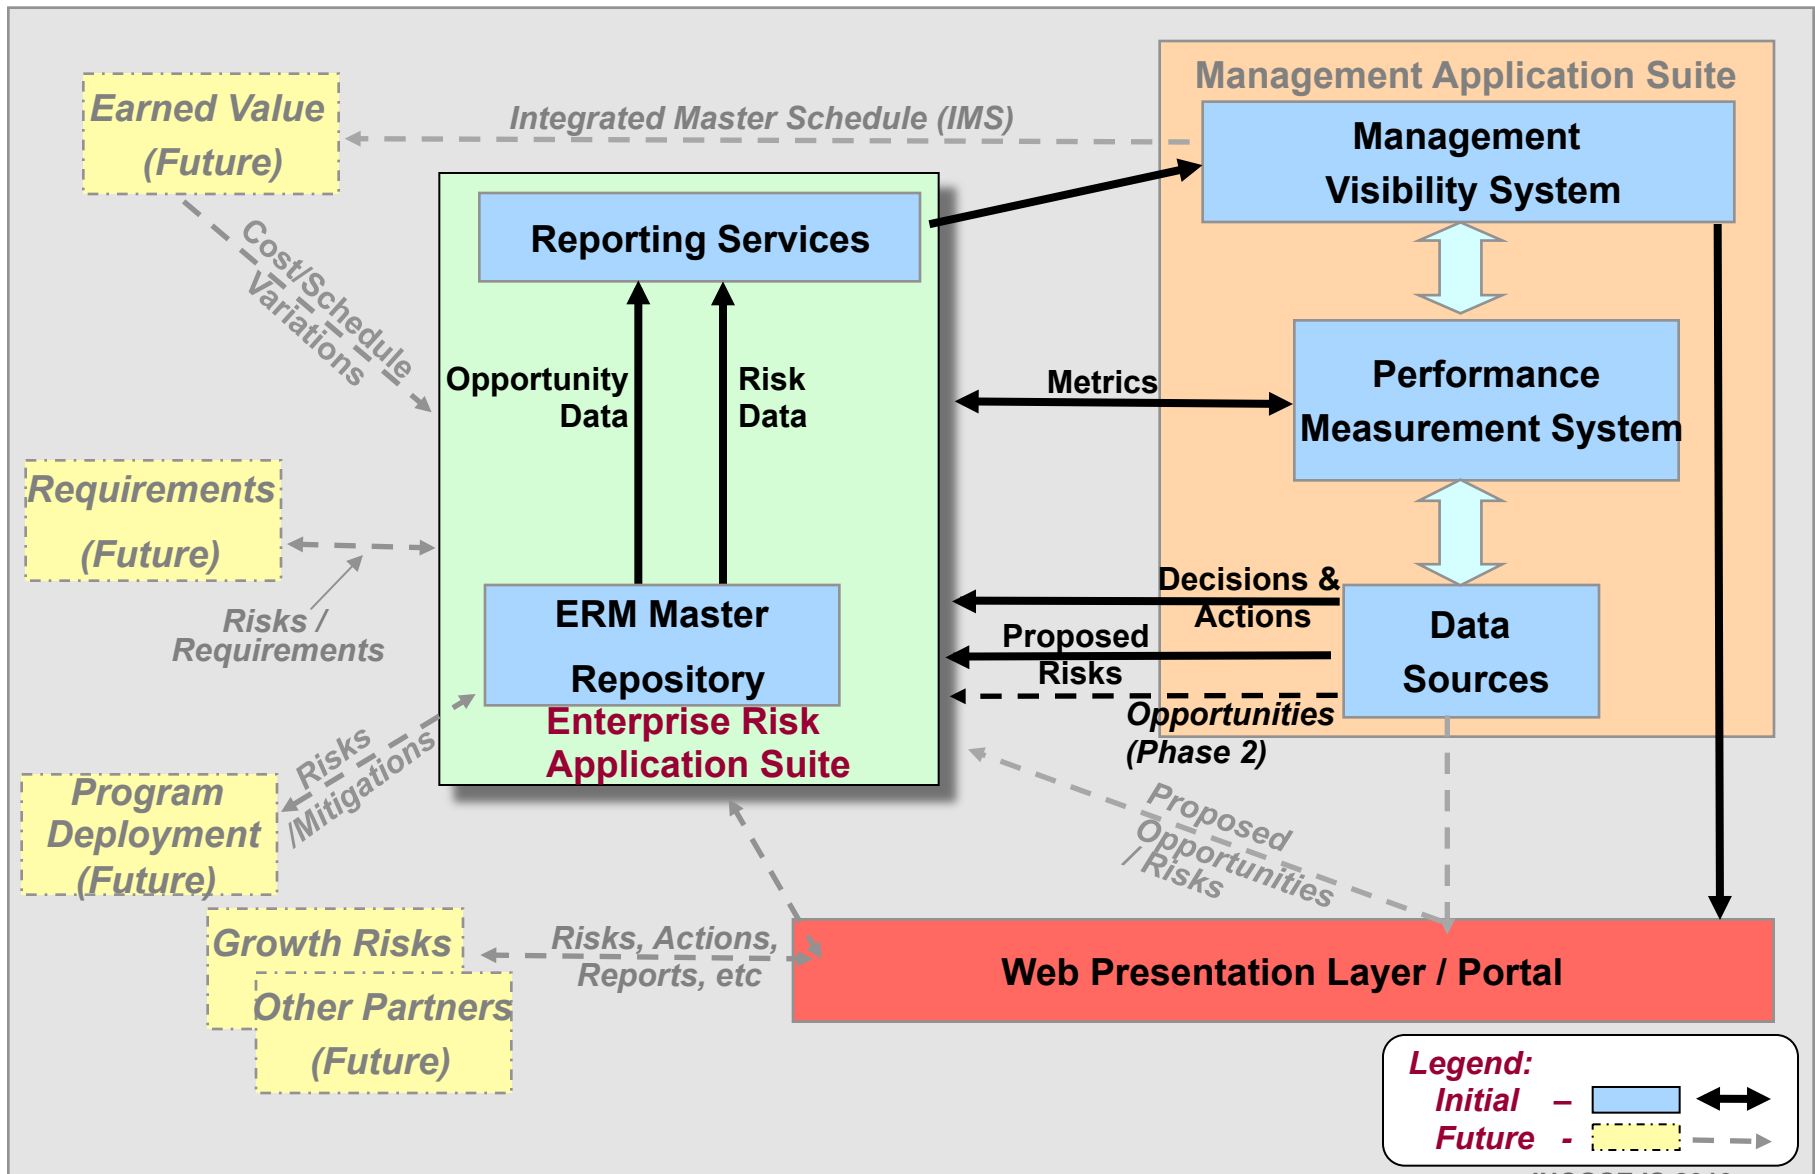 Management Application Suite
Earned Value
(Future)
Integrated Master Schedule (IMS)
Management
Visibility System
Reporting Services
Cost/Schedule
Variations
Opportunity
Data
Risk
Data
Metrics
Performance
Measurement System
Requirements
(Future)
Risks /
Requirements
ERM Master
Repository
Enterprise Risk
Application Suite
Decisions &
Actions
Proposed
Risks
Opportunities
(Phase 2)
Data
Sources
Risks
/Mitigations
Program
Deployment
(Future)
Proposed
Opportunities
/ Risks
Growth Risks
Other Partners
(Future)
Risks, Actions,
Reports, etc
Web Presentation Layer / Portal
Legend:
Initial –
Future -